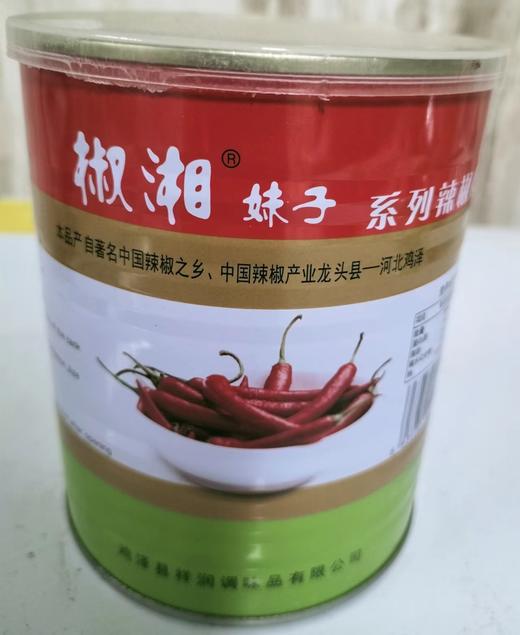 椒湘® 妹子 系列辣椒
本品产自著名中国辣椒之乡、中国辣椒产业龙头县一河北鸡泽
鸡泽县祥润调味品有限公司